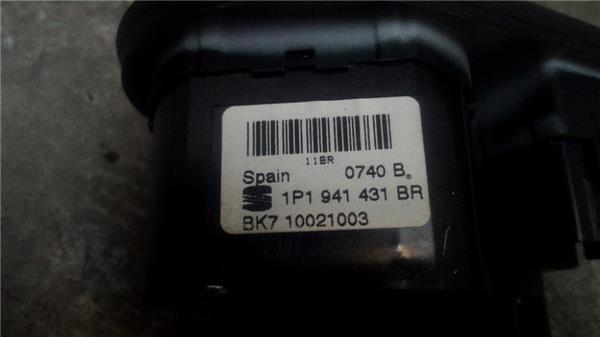 11BR
Spain 0740 B.
1P1 941 431 BR
BK7 10021003